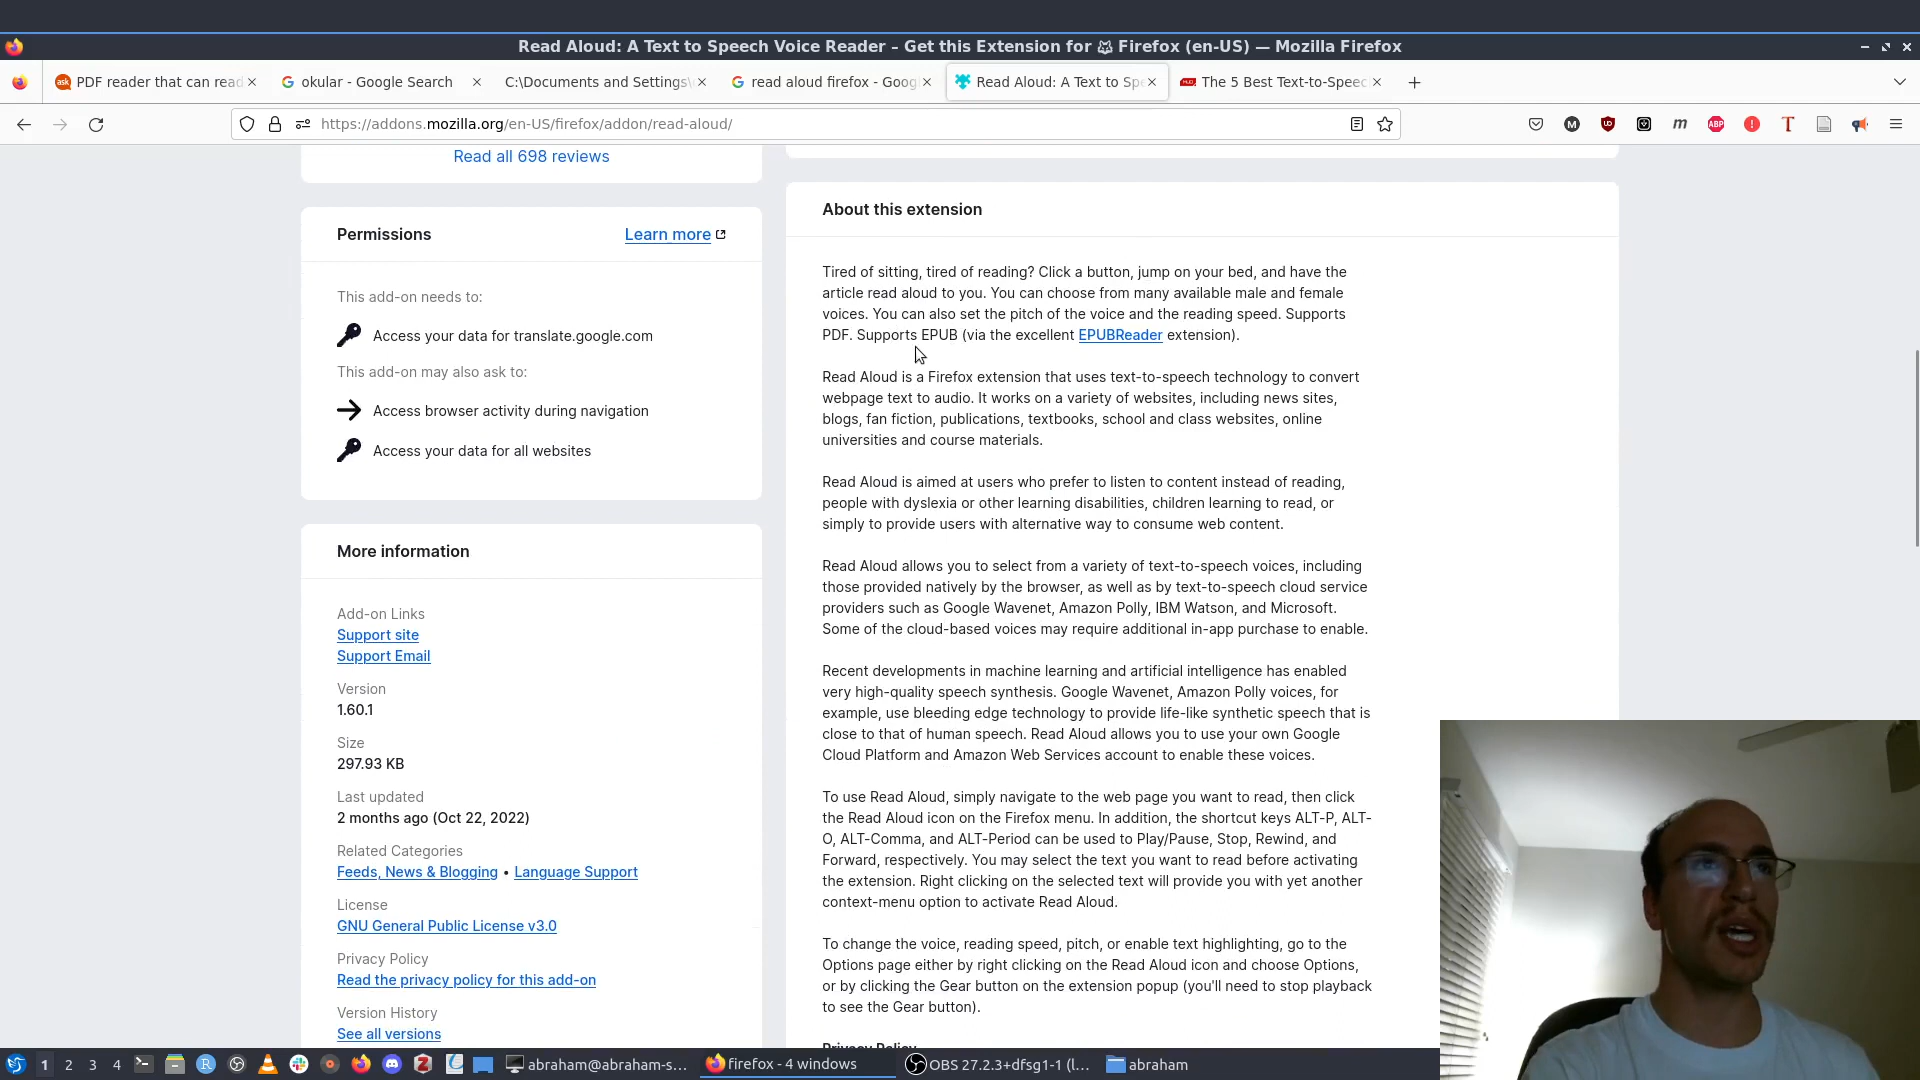 Read Aloud: A Text to Speech Voice Reader – Get this Extension for 🦊 Firefox (en-US) — Mozilla Firefox
ask PDF reader that can read
okular - Google Search
C:\Documents and Settings\
read aloud firefox - Goog
Read Aloud: A Text to Spe
The 5 Best Text-to-Speec
https://addons.mozilla.org/en-US/firefox/addon/read-aloud/
ABP
Read all 698 reviews
Permissions
Learn more
This add-on needs to:
Access your data for translate.google.com
This add-on may also ask to:
Access browser activity during navigation
Access your data for all websites
More information
Add-on Links
Support site
Support Email
Version
1.60.1
Size
297.93 KB
Last updated
2 months ago (Oct 22, 2022)
Related Categories
Feeds, News & Blogging • Language Support
License
GNU General Public License v3.0
Privacy Policy
Read the privacy policy for this add-on
Version History
See all versions
About this extension
Tired of sitting, tired of reading? Click a button, jump on your bed, and have the
article read aloud to you. You can choose from many available male and female
voices. You can also set the pitch of the voice and the reading speed. Supports
PDF. Supports EPUB (via the excellent EPUBReader extension).
Read Aloud is a Firefox extension that uses text-to-speech technology to convert
webpage text to audio. It works on a variety of websites, including news sites,
blogs, fan fiction, publications, textbooks, school and class websites, online
universities and course materials.
Read Aloud is aimed at users who prefer to listen to content instead of reading,
people with dyslexia or other learning disabilities, children learning to read, or
simply to provide users with alternative way to consume web content.
Read Aloud allows you to select from a variety of text-to-speech voices, including
those provided natively by the browser, as well as by text-to-speech cloud service
providers such as Google Wavenet, Amazon Polly, IBM Watson, and Microsoft.
Some of the cloud-based voices may require additional in-app purchase to enable.
Recent developments in machine learning and artificial intelligence has enabled
very high-quality speech synthesis. Google Wavenet, Amazon Polly voices, for
example, use bleeding edge technology to provide life-like synthetic speech that is
close to that of human speech. Read Aloud allows you to use your own Google
Cloud Platform and Amazon Web Services account to enable these voices.
To use Read Aloud, simply navigate to the web page you want to read, then click
the Read Aloud icon on the Firefox menu. In addition, the shortcut keys ALT-P, ALT-
O, ALT-Comma, and ALT-Period can be used to Play/Pause, Stop, Rewind, and
Forward, respectively. You may select the text you want to read before activating
the extension. Right clicking on the selected text will provide you with yet another
context-menu option to activate Read Aloud.
To change the voice, reading speed, pitch, or enable text highlighting, go to the
Options page either by right clicking on the Read Aloud icon and choose Options,
or by clicking the Gear button on the extension popup (you'll need to stop playback
to see the Gear button).
Privacy Policy
1 2 3 4
abraham@abraham-s...
firefox - 4 windows
OBS 27.2.3+dfsg1-1 (l...
abraham